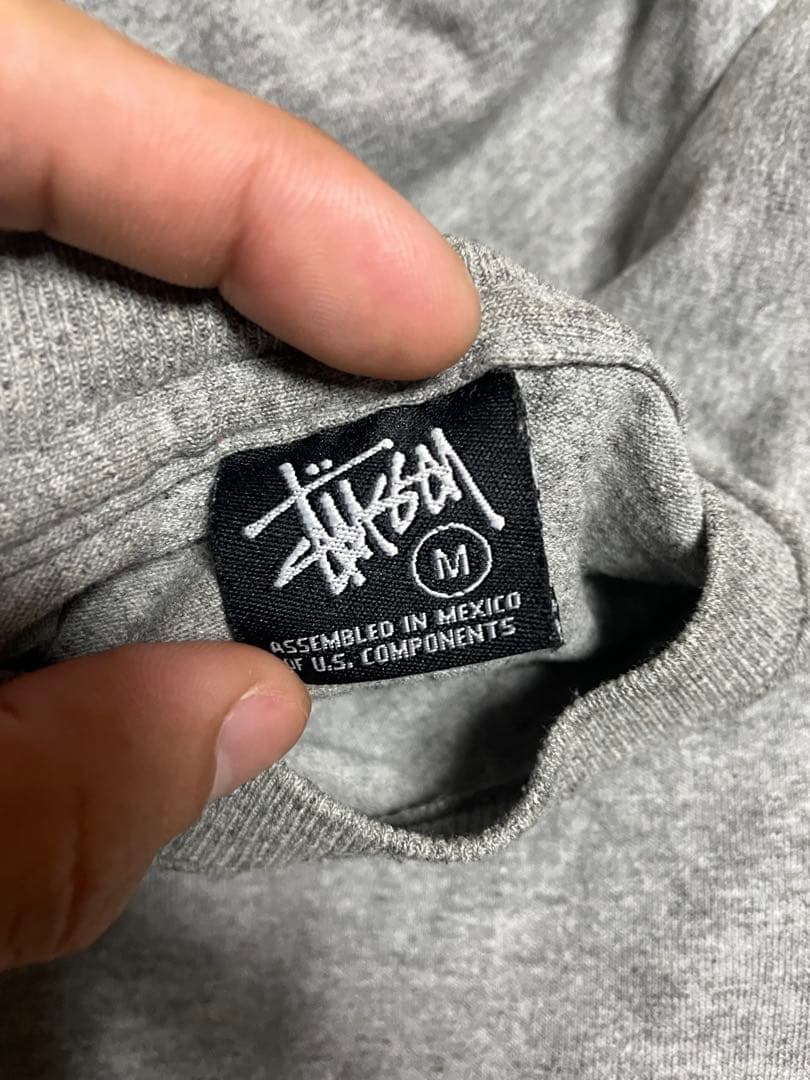 Stüssy
M
ASSEMBLED IN MEXICO
OF U.S. COMPONENTS